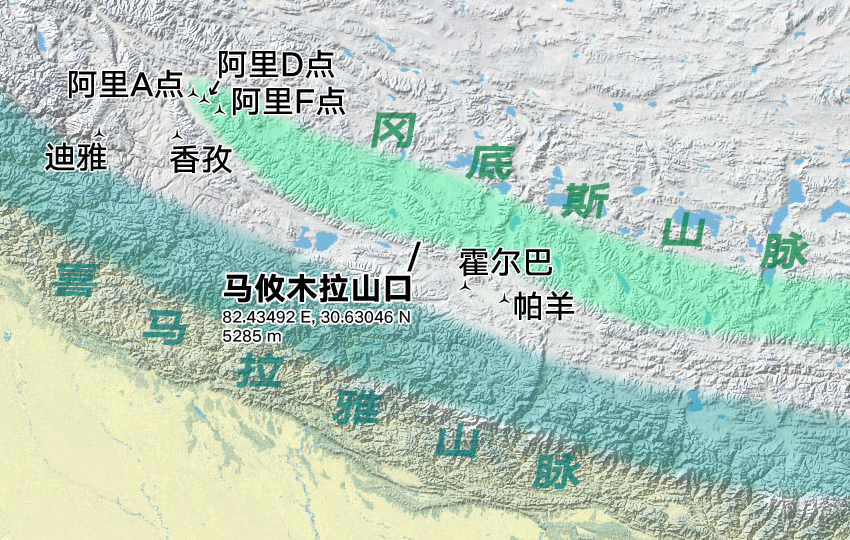 阿里D点
阿里A点
阿里F点
迪雅
香孜
冈底斯山脉
霍尔巴
马攸木拉山口
82.43492 E, 30.63046 N
5285 m
帕羊
喜马拉雅山脉